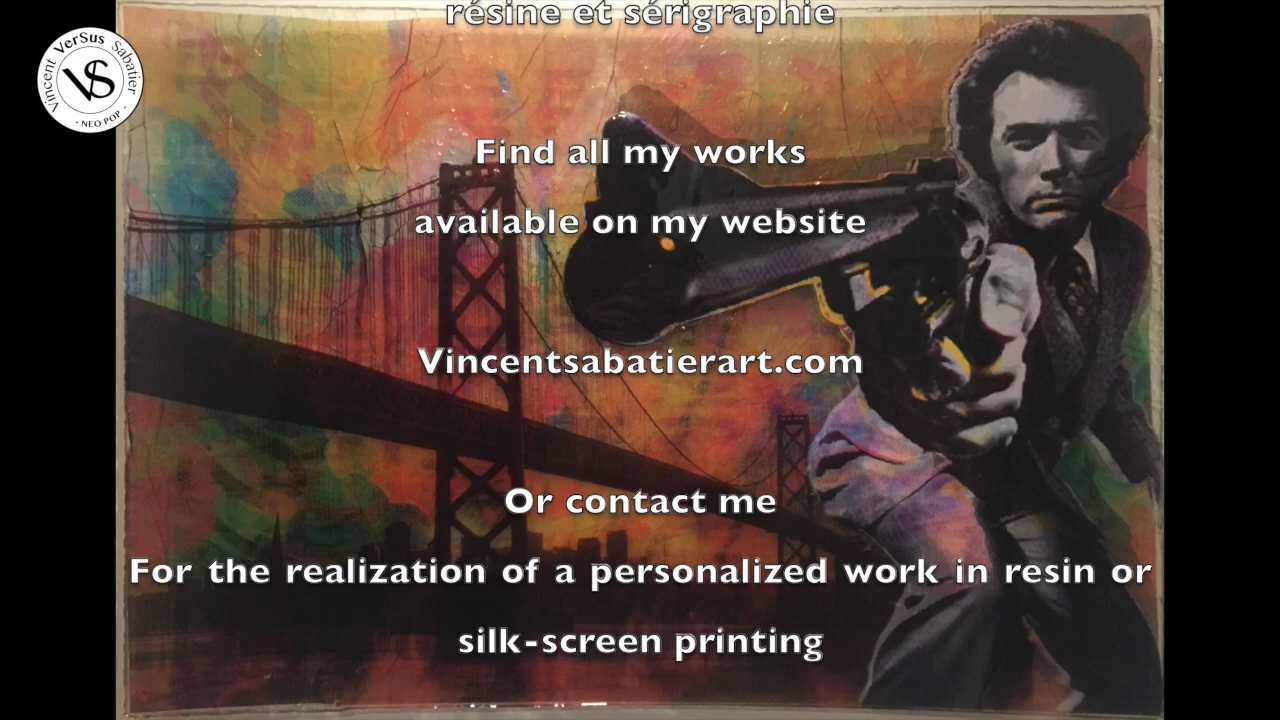 résine et sérigraphie
Vincent VerSus Sabatier
VS
- NEO POP -
Find all my works
available on my website
Vincentsabatierart.com
Or contact me
For the realization of a personalized work in resin or
silk-screen printing